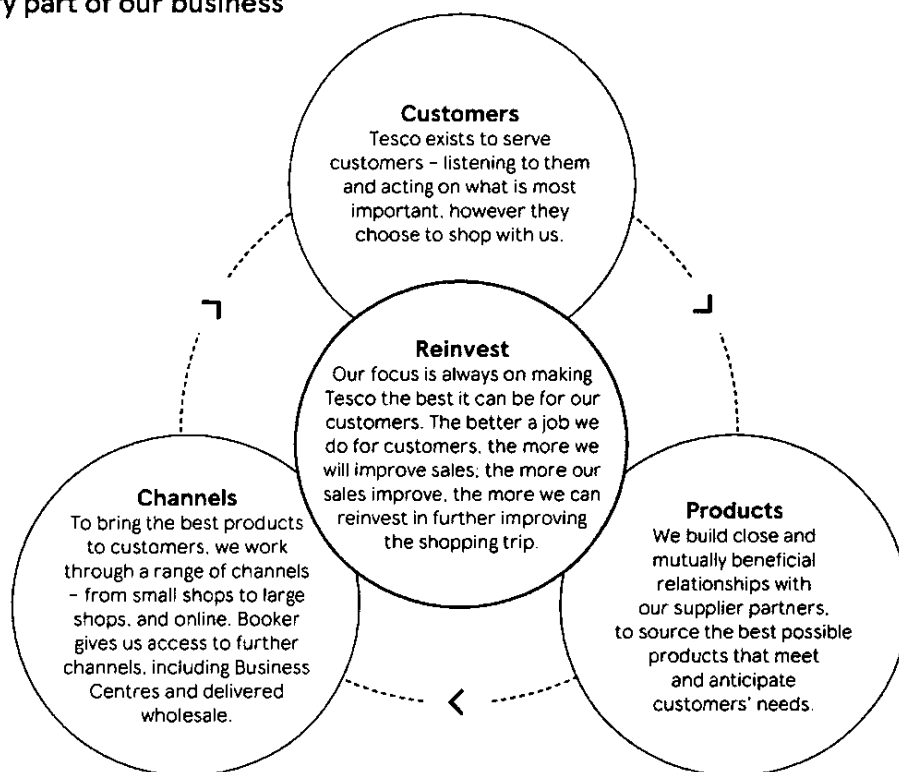 y part of our business
Customers
Tesco exists to serve
customers – listening to them
and acting on what is most
important, however they
choose to shop with us.
Reinvest
Our focus is always on making
Tesco the best it can be for our
customers. The better a job we
do for customers, the more we
will improve sales; the more our
sales improve, the more we can
reinvest in further improving
the shopping trip.
Channels
To bring the best products
to customers, we work
through a range of channels
– from small shops to large
shops, and online. Booker
gives us access to further
channels, including Business
Centres and delivered
wholesale.
Products
We build close and
mutually beneficial
relationships with
our supplier partners,
to source the best possible
products that meet
and anticipate
customers' needs.